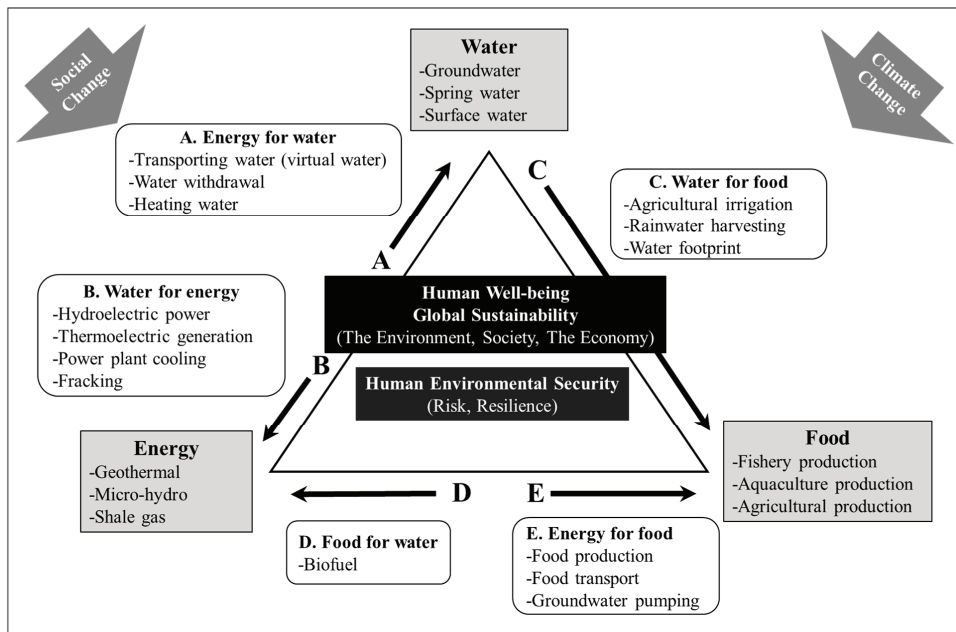 Social
Change
Water
-Groundwater
-Spring water
-Surface water
Climate
Change
A. Energy for water
-Transporting water (virtual water)
-Water withdrawal
-Heating water
C
C. Water for food
-Agricultural irrigation
-Rainwater harvesting
-Water footprint
A
B. Water for energy
-Hydroelectric power
-Thermoelectric generation
-Power plant cooling
-Fracking
Human Well-being
Global Sustainability
(The Environment, Society, The Economy)
B
Human Environmental Security
(Risk, Resilience)
Energy
-Geothermal
-Micro-hydro
-Shale gas
Food
-Fishery production
-Aquaculture production
-Agricultural production
D
E
D. Food for water
-Biofuel
E. Energy for food
-Food production
-Food transport
-Groundwater pumping